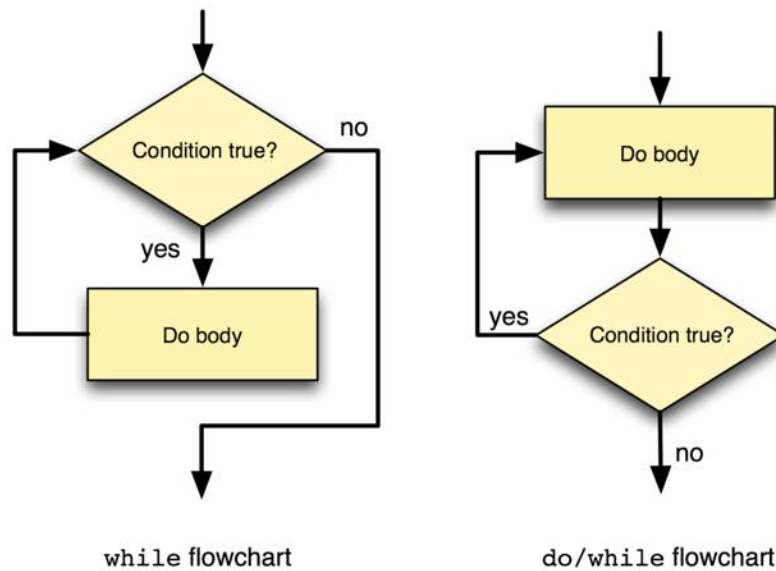 Condition true?
no
yes
Do body
while flowchart
Do body
yes
Condition true?
no
do/while flowchart